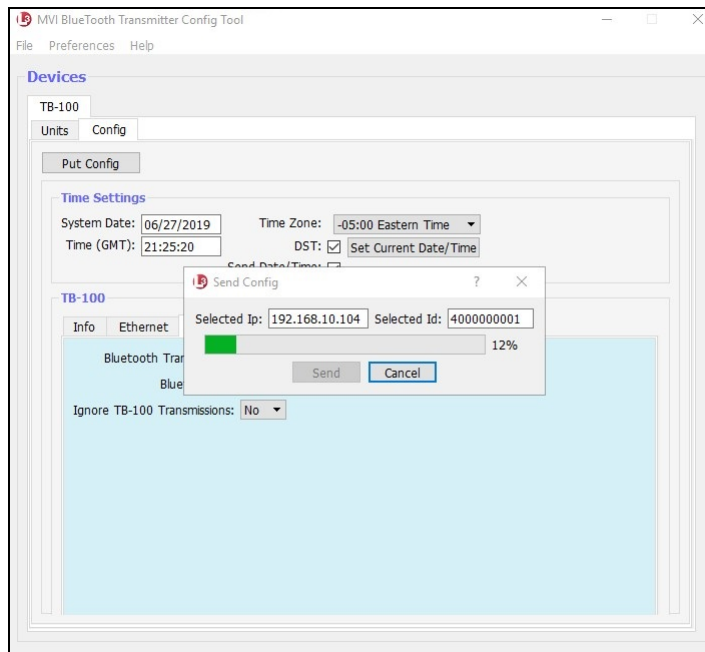 MVI BlueTooth Transmitter Config Tool
File Preferences Help
Devices
TB-100
Units Config
Put Config
Time Settings
System Date: 06/27/2019 Time Zone: -05:00 Eastern Time
Time (GMT): 21:25:20 DST: Set Current Date/Time
Send Date/Time:
Send Config ?
TB-100
Selected Ip: 192.168.10.104 Selected Id: 4000000001
Info Ethernet
12%
Bluetooth Tran
Send Cancel
Blue
Ignore TB-100 Transmissions: No